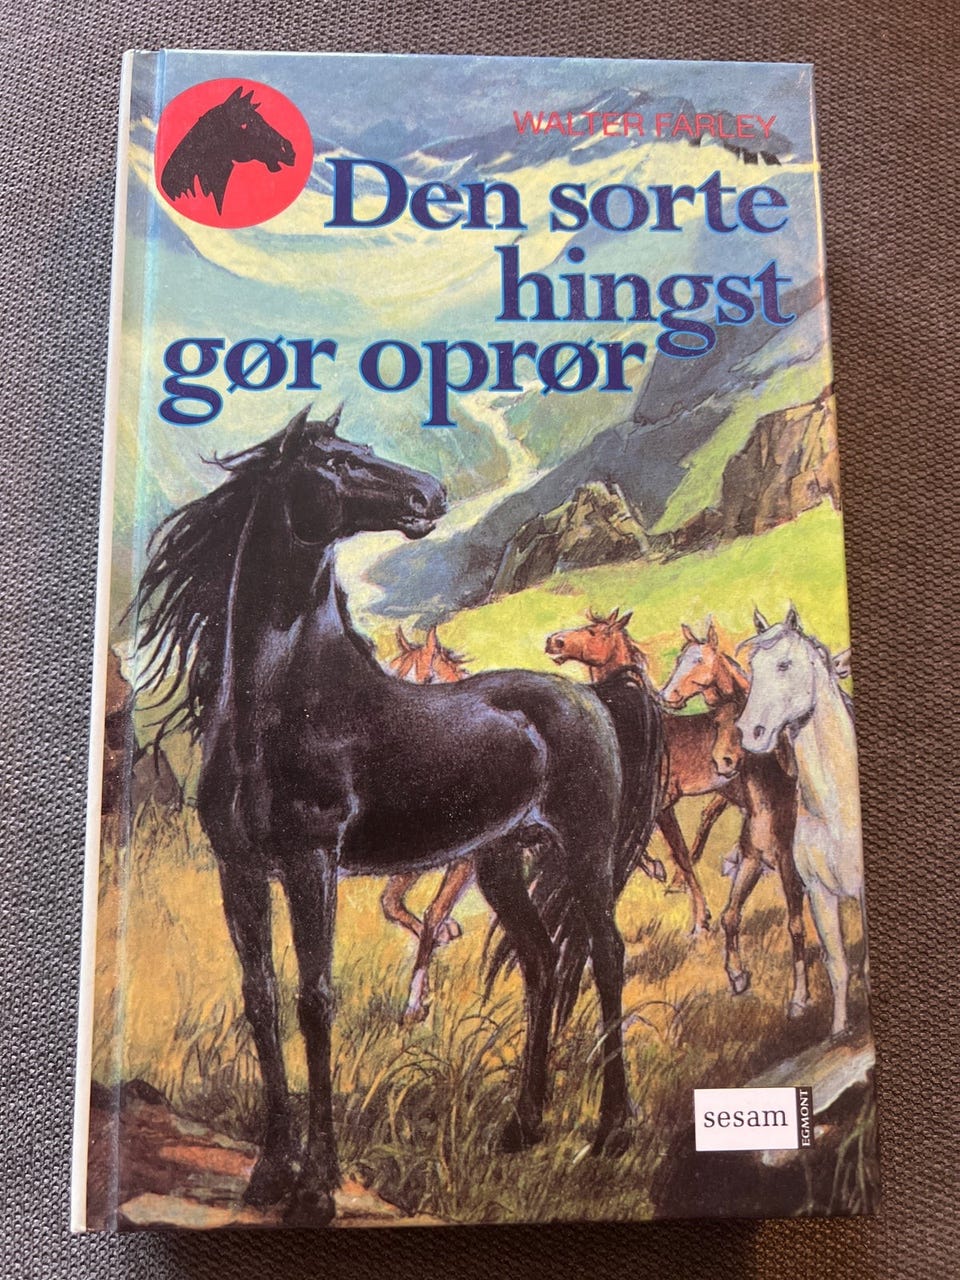 WALTER FARLEY
Den sorte
hingst
gør oprør
sesam
EGMONT